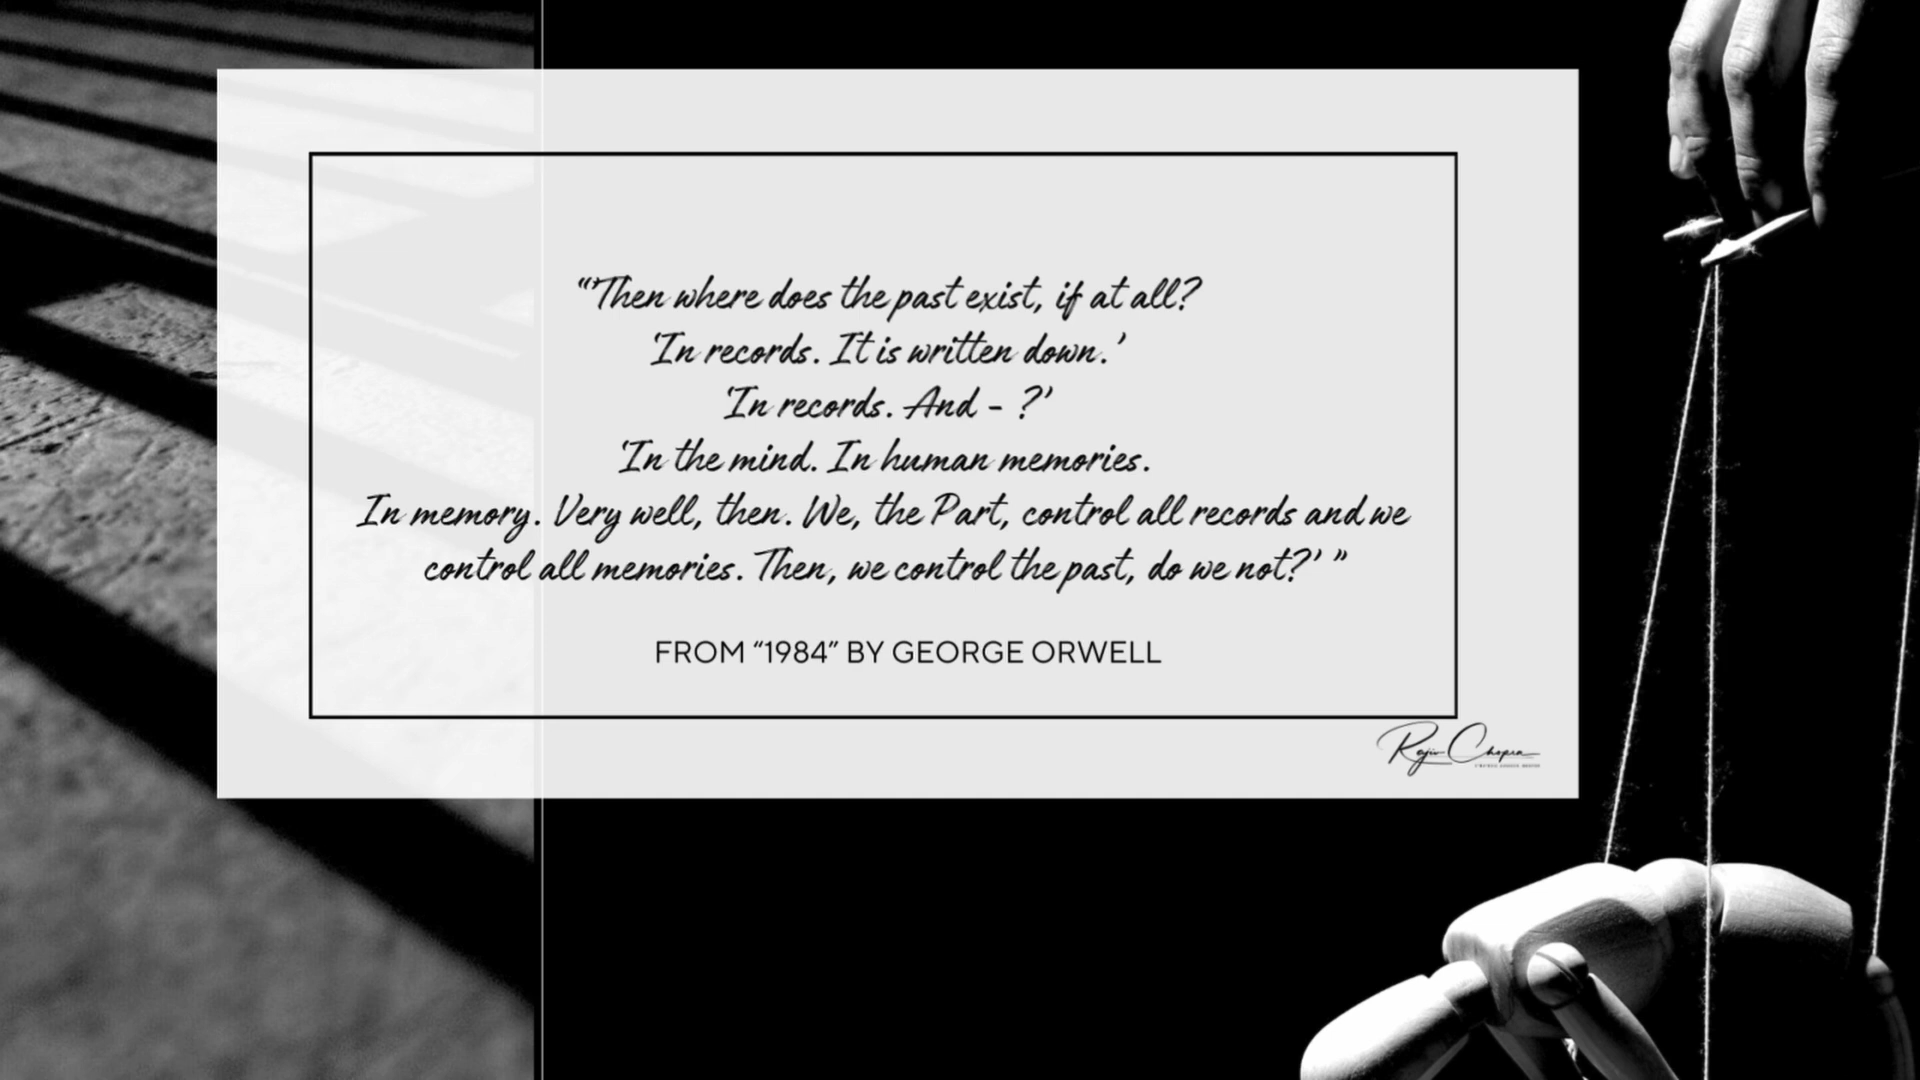 “‘Then where does the past exist, if at all?
‘In records. It is written down.’
‘In records. And - ?’
‘In the mind. In human memories.
In memory. Very well, then. We, the Part, control all records and we
control all memories. Then, we control the past, do we not?’ ”
FROM “1984” BY GEORGE ORWELL
Rajiv Chopra